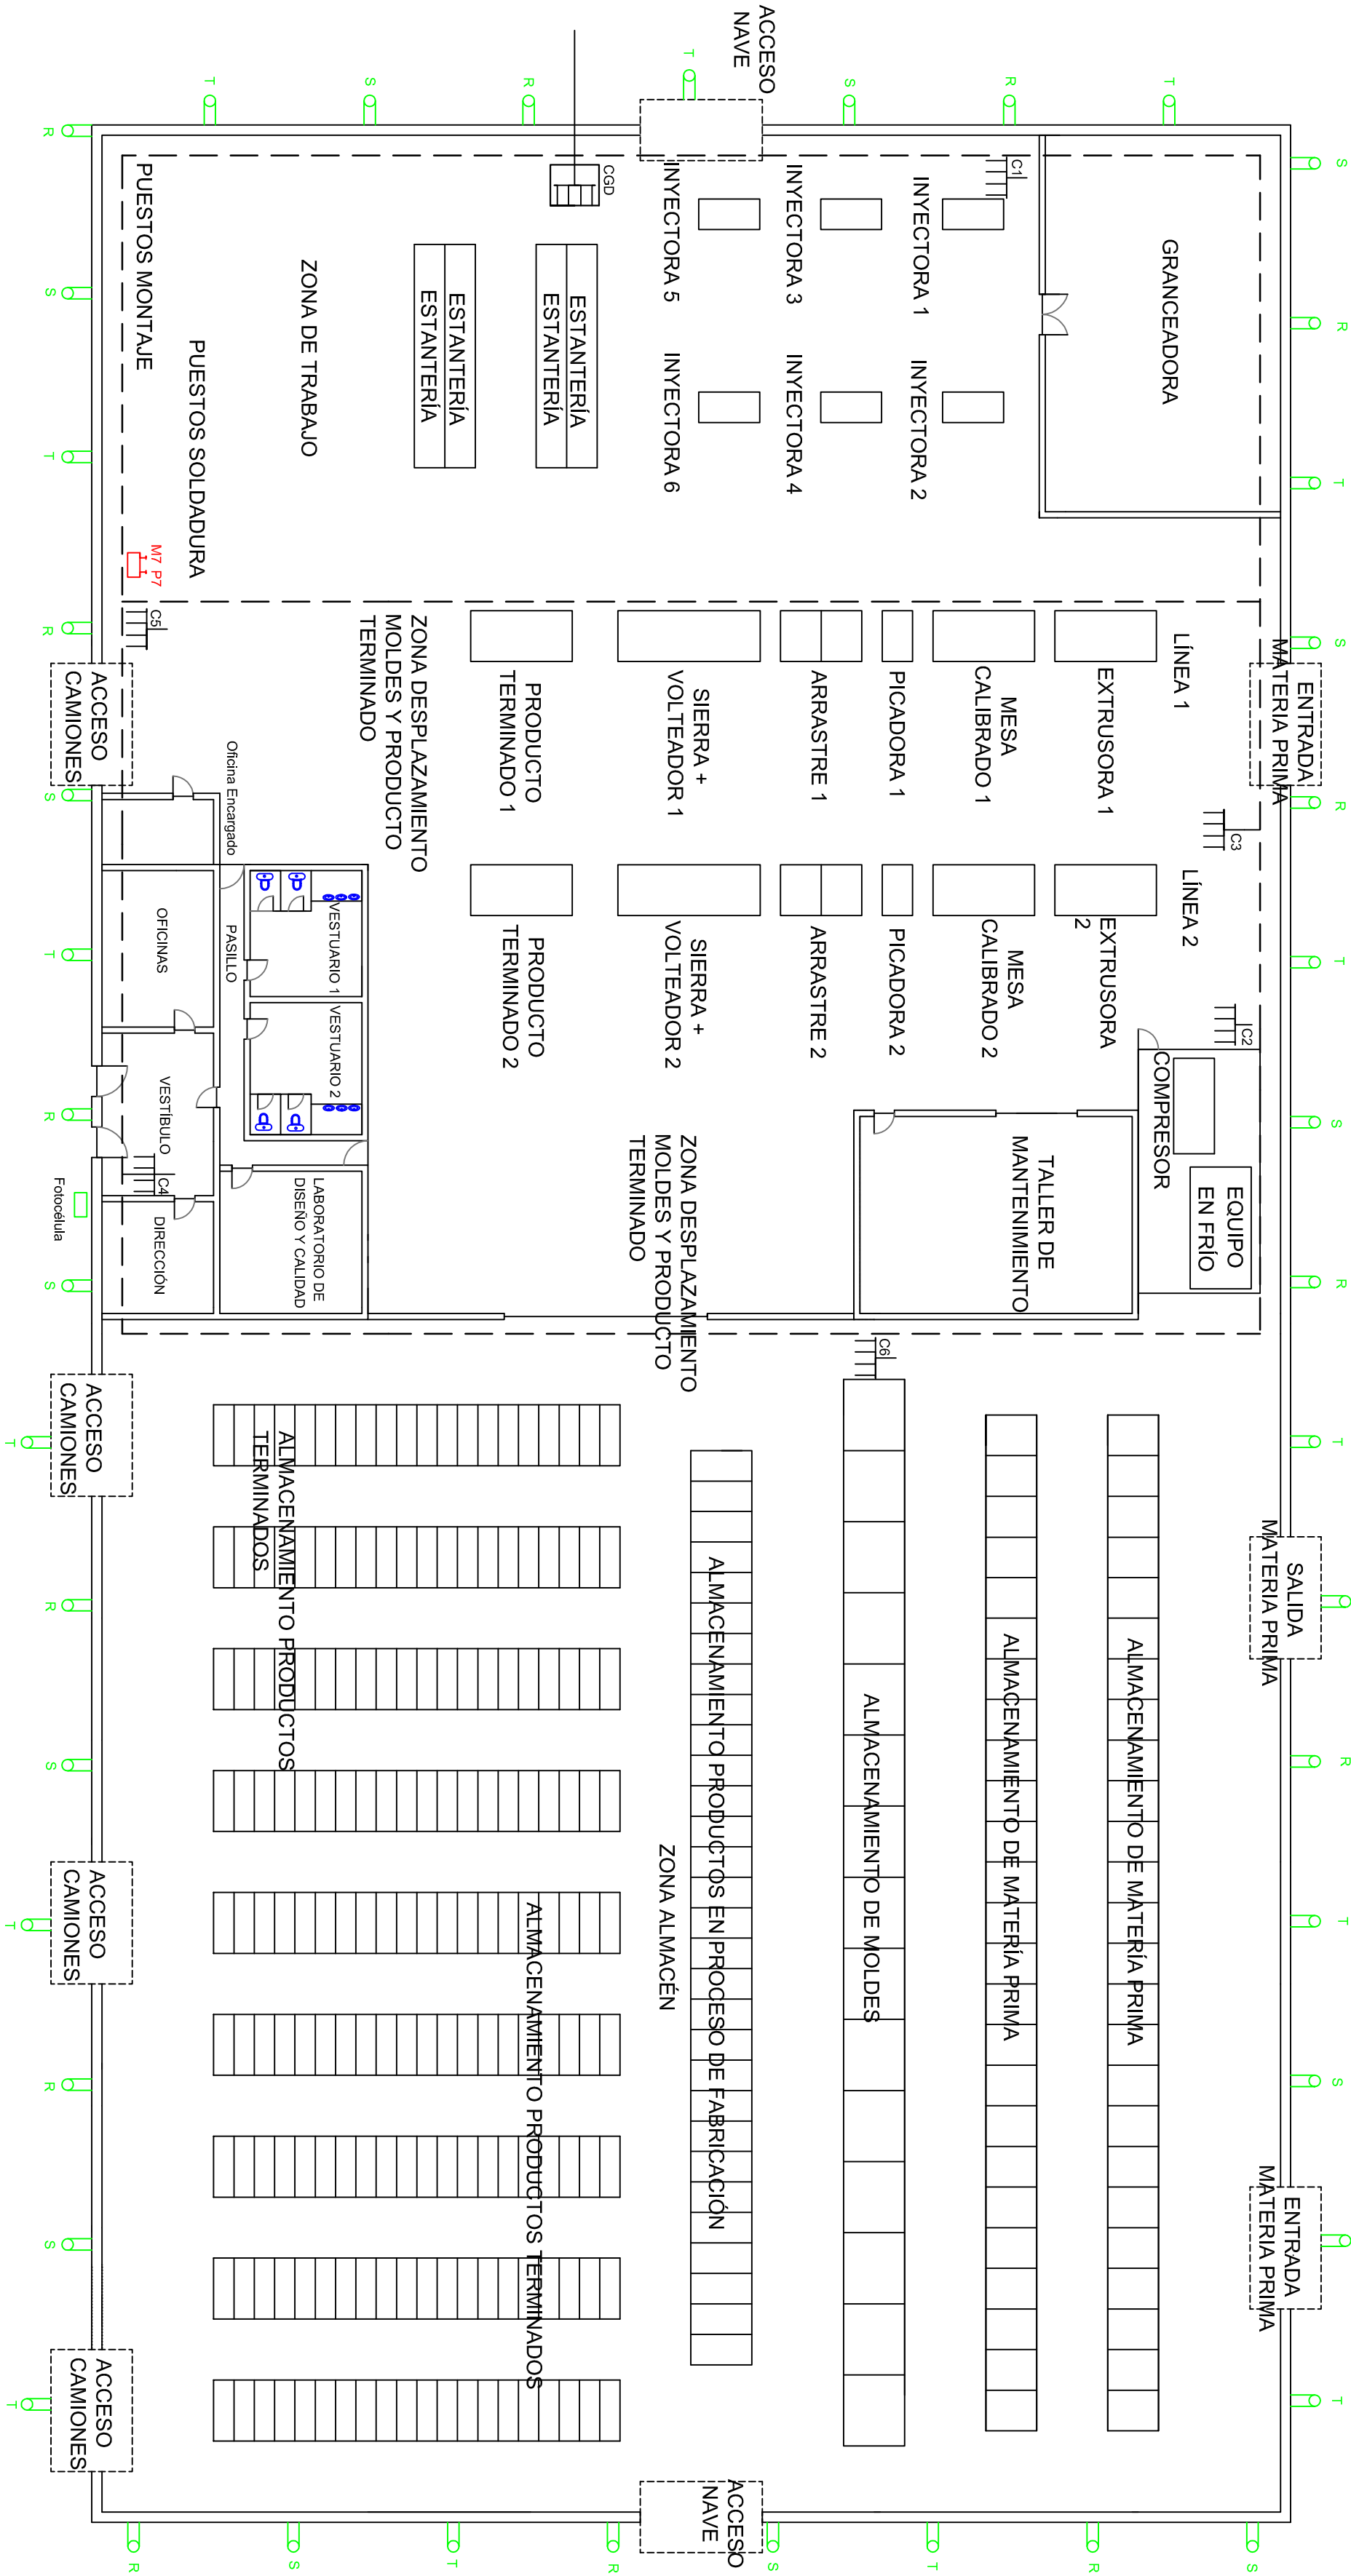 ACCESO
NAVE
T
S
R
T
S
R
T
R
S
T
R
S
T
R
S
T
R
S
T
R
S
T
S
R
T
S
R
T
S
R
T
R
T
S
T
R
S
T
R
S
T
R
S
CGD
C1
PUESTOS MONTAJE
PUESTOS SOLDADURA
ZONA DE TRABAJO
ESTANTERÍA
ESTANTERÍA
ESTANTERÍA
ESTANTERÍA
INYECTORA 5
INYECTORA 3
INYECTORA 1
INYECTORA 6
INYECTORA 4
INYECTORA 2
GRANCEADORA
M7 P7
C5
ACCESO
CAMIONES
ZONA DESPLAZAMIENTO
MOLDES Y PRODUCTO
TERMINADO
PRODUCTO
TERMINADO 1
SIERRA +
VOLTEADOR 1
ARRASTRE 1
PICADORA 1
MESA
CALIBRADO 1
EXTRUSORA 1
LÍNEA 1
ENTRADA
MATERIA PRIMA
C3
Oficina Encargado
OFICINAS
PASILLO
VESTUARIO 1
VESTUARIO 2
PRODUCTO
TERMINADO 2
SIERRA +
VOLTEADOR 2
ARRASTRE 2
PICADORA 2
MESA
CALIBRADO 2
EXTRUSORA
2
LÍNEA 2
C2
VESTÍBULO
C4
Fotocélula
DIRECCIÓN
LABORATORIO DE
DISEÑO Y CALIDAD
ZONA DESPLAZAMIENTO
MOLDES Y PRODUCTO
TERMINADO
TALLER DE
MANTENIMIENTO
COMPRESOR
EQUIPO
EN FRÍO
C6
ACCESO
CAMIONES
ALMACENAMIENTO PRODUCTOS
TERMINADOS
ALMACENAMIENTO PRODUCTOS TERMINADOS
ZONA ALMACÉN
ALMACENAMIENTO PRODUCTOS EN PROCESO DE FABRICACIÓN
ALMACENAMIENTO DE MOLDES
ALMACENAMIENTO DE MATERÍA PRIMA
ALMACENAMIENTO DE MATERÍA PRIMA
SALIDA
MATERIA PRIMA
ACCESO
CAMIONES
ENTRADA
MATERIA PRIMA
ACCESO
CAMIONES
ACCESO
NAVE